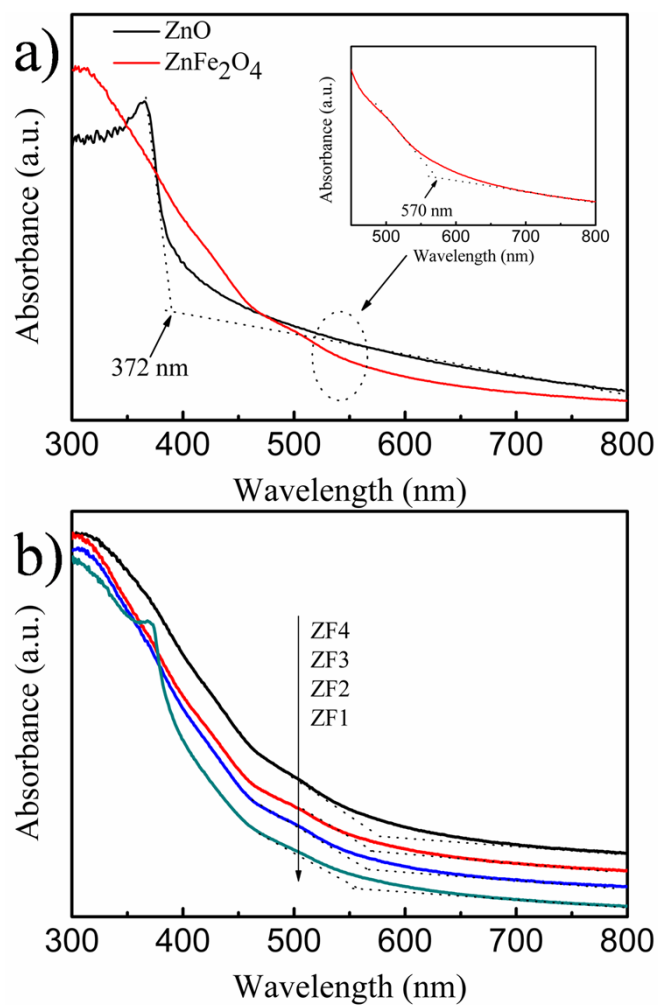 a)
ZnO
ZnFe₂O₄
Absorbance (a.u.)
570 nm
500 600 700 800
Wavelength (nm)
372 nm
Absorbance (a.u.)
300 400 500 600 700 800
Wavelength (nm)
b)
ZF4
ZF3
ZF2
ZF1
Absorbance (a.u.)
300 400 500 600 700 800
Wavelength (nm)